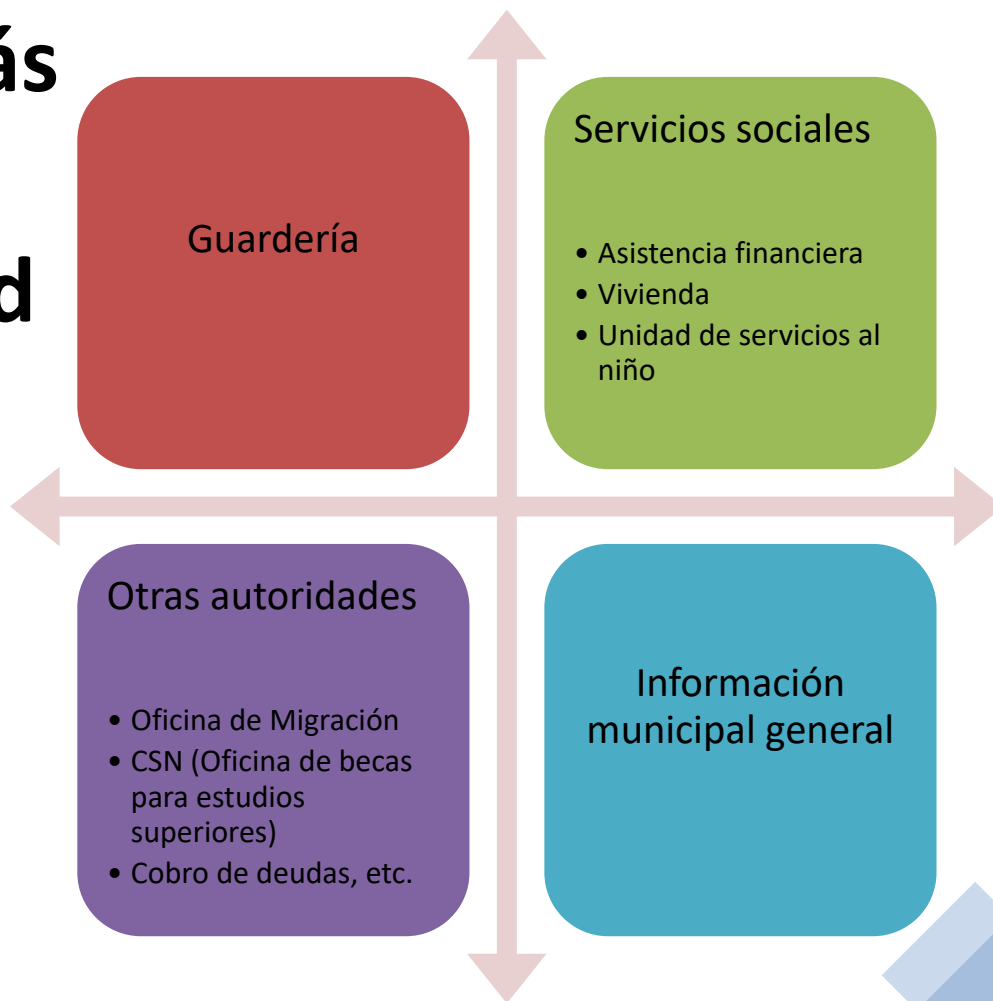 ás
d
Guardería
Servicios sociales
• Asistencia financiera
• Vivienda
• Unidad de servicios al
niño
Otras autoridades
• Oficina de Migración
• CSN (Oficina de becas
para estudios
superiores)
• Cobro de deudas, etc.
Información
municipal general